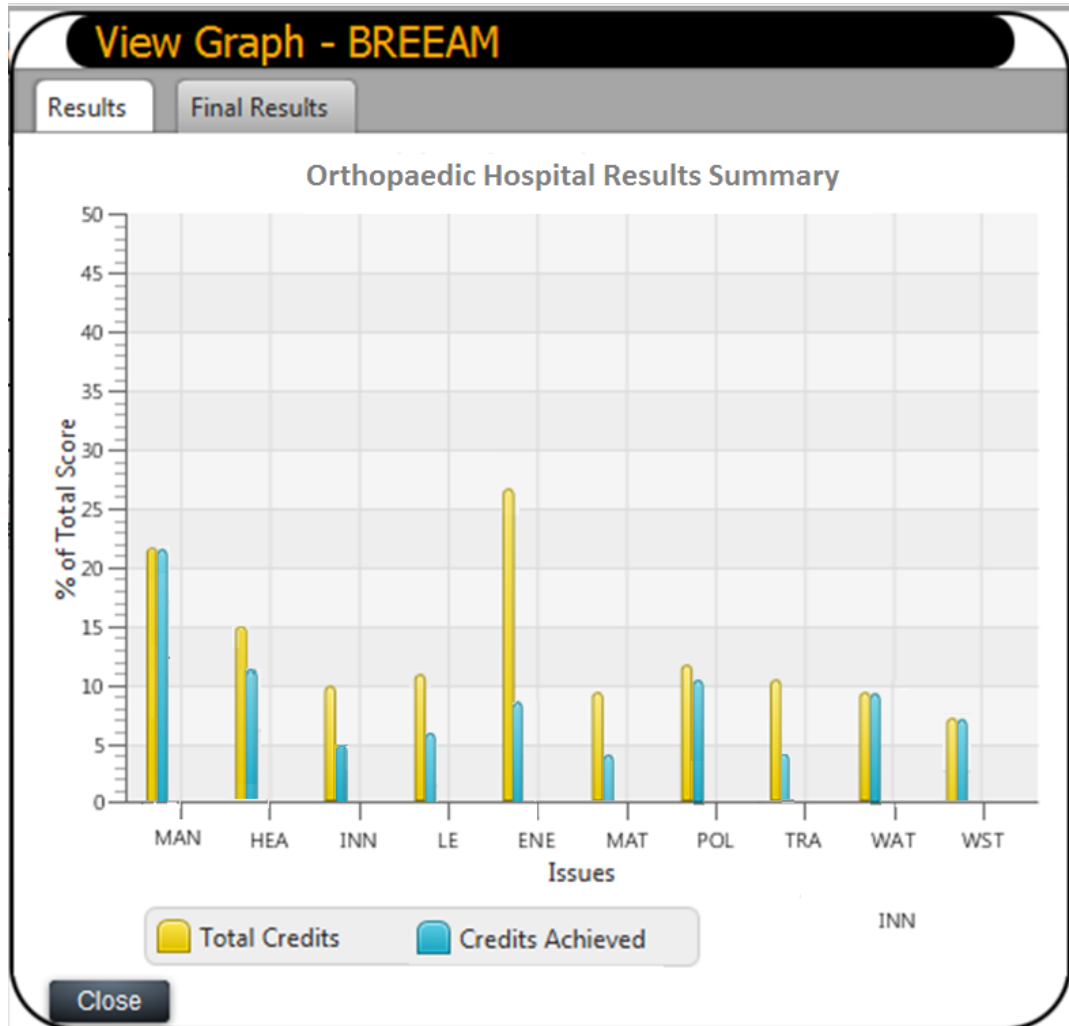 View Graph - BREEAM
Results
Final Results
Orthopaedic Hospital Results Summary
50
45
40
35
30
25
20
15
10
5
0
% of Total Score
MAN HEA INN LE ENE MAT POL TRA WAT WST
Issues
INN
Total Credits
Credits Achieved
Close